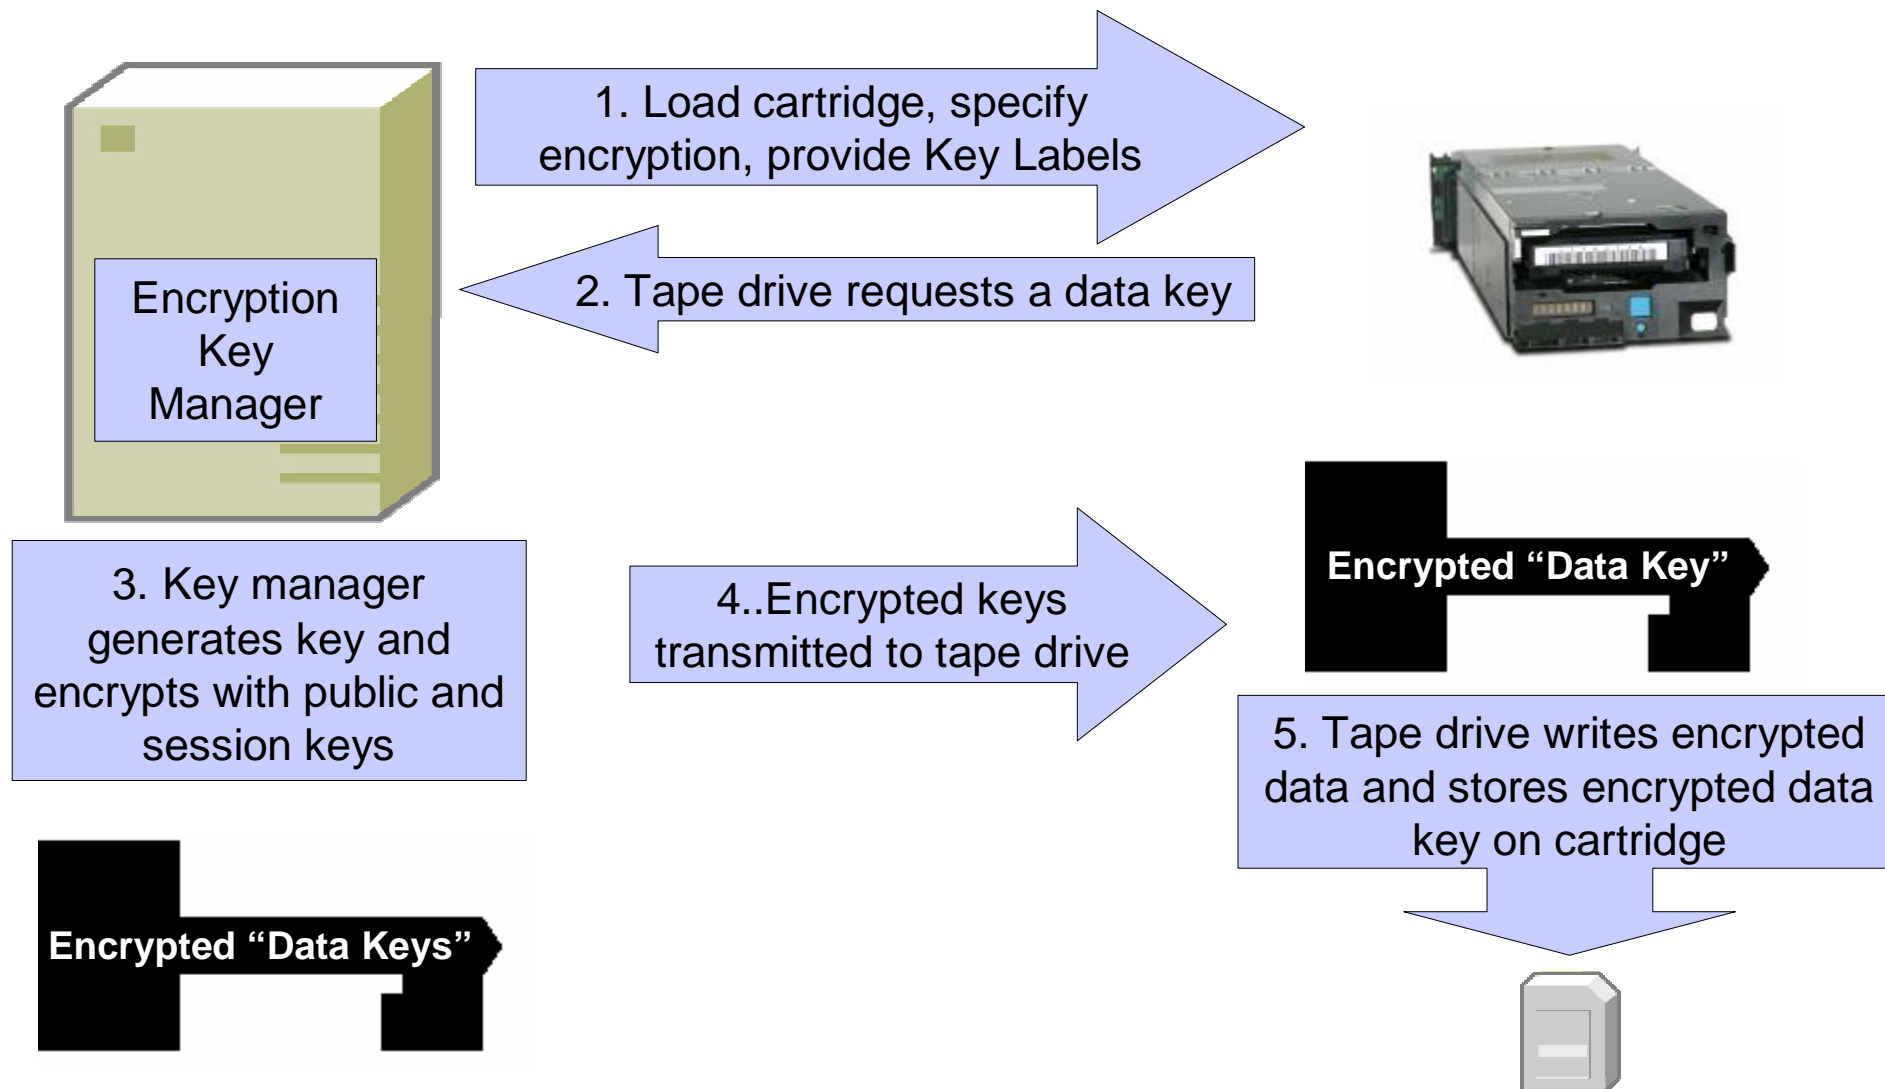 1. Load cartridge, specify
encryption, provide Key Labels
2. Tape drive requests a data key
Encryption
Key
Manager
3. Key manager
generates key and
encrypts with public and
session keys
4..Encrypted keys
transmitted to tape drive
Encrypted “Data Key”
5. Tape drive writes encrypted
data and stores encrypted data
key on cartridge
Encrypted “Data Keys”